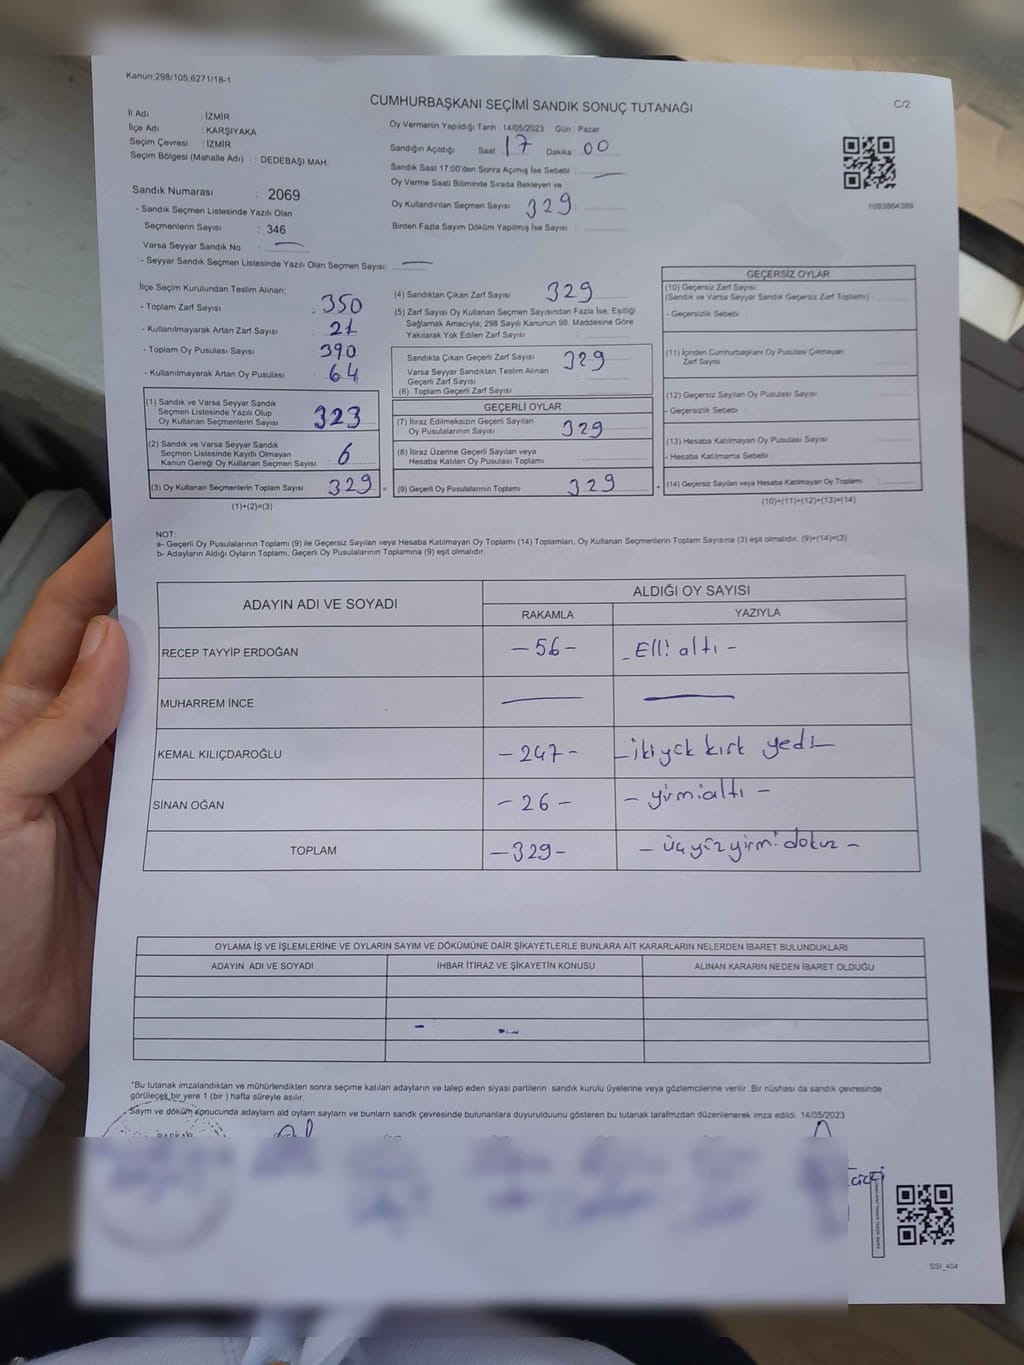 Kanun;298/105;6271/18-1
CUMHURBAŞKANI SEÇİMİ SANDIK SONUÇ TUTANAĞI
C/2
İl Adı : İZMİR
İlçe Adı : KARŞIYAKA
Seçim Çevresi : İZMİR
Seçim Bölgesi (Mahalle Adı) : DEDEBAŞI MAH.
Sandık Numarası : 2069
- Sandık Seçmen Listesinde Yazılı Olan
Seçmenlerin Sayısı : 346
Varsa Seyyar Sandık No : —
- Seyyar Sandık Seçmen Listesinde Yazılı Olan Seçmen Sayısı: —
Oy Vermenin Yapıldığı Tarih : 14/05/2023 Gün : Pazar
Sandığın Açıldığı Saat 17 Dakika : 00
Sandık Saat 17.00'den Sonra Açılmış İse Sebebi : —
Oy Verme Saati Bitiminde Sırada Bekleyen ve
Oy Kullandırılan Seçmen Sayısı : 329
Birden Fazla Sayım Döküm Yapılmış İse Sayısı :
1093864389
İlçe Seçim Kurulundan Teslim Alınan;
- Toplam Zarf Sayısı : 350
- Kullanılmayarak Artan Zarf Sayısı : 21
- Toplam Oy Pusulası Sayısı : 390
- Kullanılmayarak Artan Oy Pusulası : 64
(1) Sandık ve Varsa Seyyar Sandık
Seçmen Listesinde Yazılı Olup
Oy Kullanan Seçmenlerin Sayısı : 323
(2) Sandık ve Varsa Seyyar Sandık
Seçmen Listesinde Kayıtlı Olmayan
Kanun Gereği Oy Kullanan Seçmen Sayısı : 6
(3) Oy Kullanan Seçmenlerin Toplam Sayısı : 329 =
(1)+(2)=(3)
(4) Sandıktan Çıkan Zarf Sayısı : 329
(5) Zarf Sayısı Oy Kullanan Seçmen Sayısından Fazla İse, Eşitliği
Sağlamak Amacıyla; 298 Sayılı Kanunun 98. Maddesine Göre
Yakılarak Yok Edilen Zarf Sayısı :
Sandıkta Çıkan Geçerli Zarf Sayısı : 329
Varsa Seyyar Sandıktan Teslim Alınan
Geçerli Zarf Sayısı :
(6) Toplam Geçerli Zarf Sayısı :
GEÇERLİ OYLAR
(7) İtiraz Edilmeksizin Geçerli Sayılan
Oy Pusulalarının Sayısı : 329
(8) İtiraz Üzerine Geçerli Sayılan veya
Hesaba Katılan Oy Pusulası Toplamı :
(9) Geçerli Oy Pusulalarının Toplamı : 329 +
GEÇERSİZ OYLAR
(10) Geçersiz Zarf Sayısı
(Sandık ve Varsa Seyyar Sandık Geçersiz Zarf Toplamı) :
- Geçersizlik Sebebi :
(11) İçinden Cumhurbaşkanı Oy Pusulası Çıkmayan
Zarf Sayısı :
(12) Geçersiz Sayılan Oy Pusulası Sayısı :
- Geçersizlik Sebebi :
(13) Hesaba Katılmayan Oy Pusulası Sayısı :
- Hesaba Katılmama Sebebi :
(14) Geçersiz Sayılan veya Hesaba Katılmayan Oy Toplamı :
(10)+(11)+(12)+(13)=(14)
NOT:
a- Geçerli Oy Pusulalarının Toplamı (9) ile Geçersiz Sayılan veya Hesaba Katılmayan Oy Toplamı (14) Toplamları, Oy Kullanan Seçmenlerin Toplam Sayısına (3) eşit olmalıdır. (9)+(14)=(3)
b- Adayların Aldığı Oyların Toplamı, Geçerli Oy Pusulalarının Toplamına (9) eşit olmalıdır.
ADAYIN ADI VE SOYADI
ALDIĞI OY SAYISI
RAKAMLA YAZIYLA
RECEP TAYYİP ERDOĞAN - 56 - - Elli altı -
MUHARREM İNCE — —
KEMAL KILIÇDAROĞLU - 247 - - ikiyüz kırk yedi -
SİNAN OĞAN - 26 - - yirmialtı -
TOPLAM - 329 - - üçyüzyirmi dokuz -
OYLAMA İŞ VE İŞLEMLERİNE VE OYLARIN SAYIM VE DÖKÜMÜNE DAİR ŞİKAYETLERLE BUNLARA AİT KARARLARIN NELERDEN İBARET BULUNDUKLARI
ADAYIN ADI VE SOYADI İHBAR İTİRAZ VE ŞİKAYETİN KONUSU ALINAN KARARIN NEDEN İBARET OLDUĞU
*Bu tutanak imzalandıktan ve mühürlendikten sonra seçime katılan adayların ve talep eden siyasi partilerin sandık kurulu üyelerine veya gözlemcilerine verilir .Bir nüshası da sandık çevresinde
görülecek bir yere 1 (bir ) hafta süreyle asılır.
Sayım ve döküm sonucunda adayların ald oyların sayların ve bunların sandk çevresinde bulunanlara duyurulduunu gösteren bu tutanak tarafmzdan düzenlenerek imza edildi. 14/05/2023
BAŞKAN
SSI_404